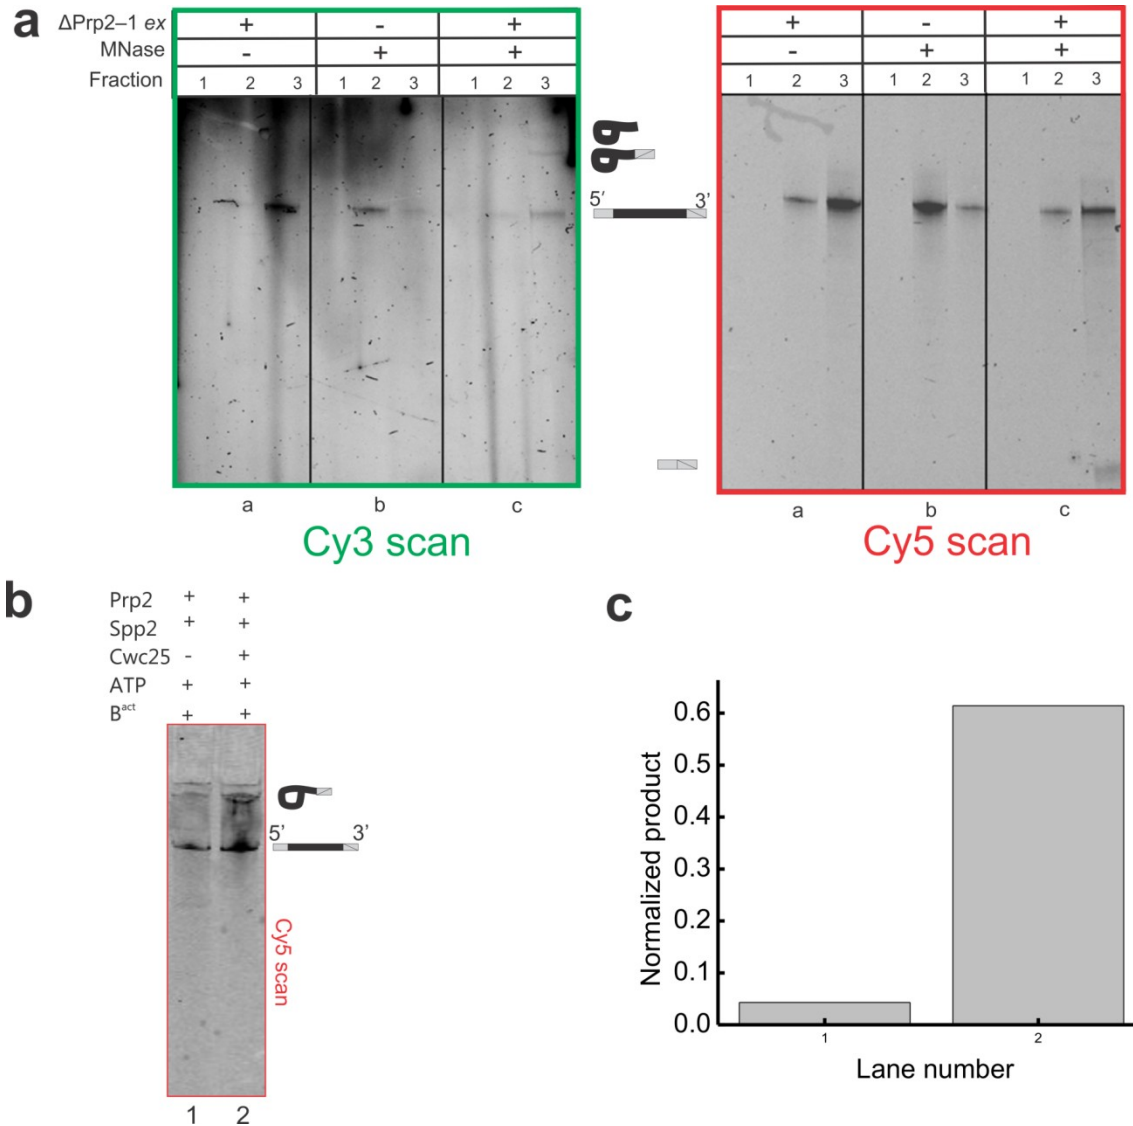 a
ΔPrp2–1 ex + - + + - +
MNase - + + - + +
Fraction 1 2 3 1 2 3 1 2 3 1 2 3 1 2 3 1 2 3
5’ 3’
a b c a b c
Cy3 scan Cy5 scan
b
Prp2 + +
Spp2 + +
Cwc25 - +
ATP + +
Bact + +
5’ 3’
Cy5 scan
1 2
c
Normalized product
0.6
0.5
0.4
0.3
0.2
0.1
0.0
1 2
Lane number